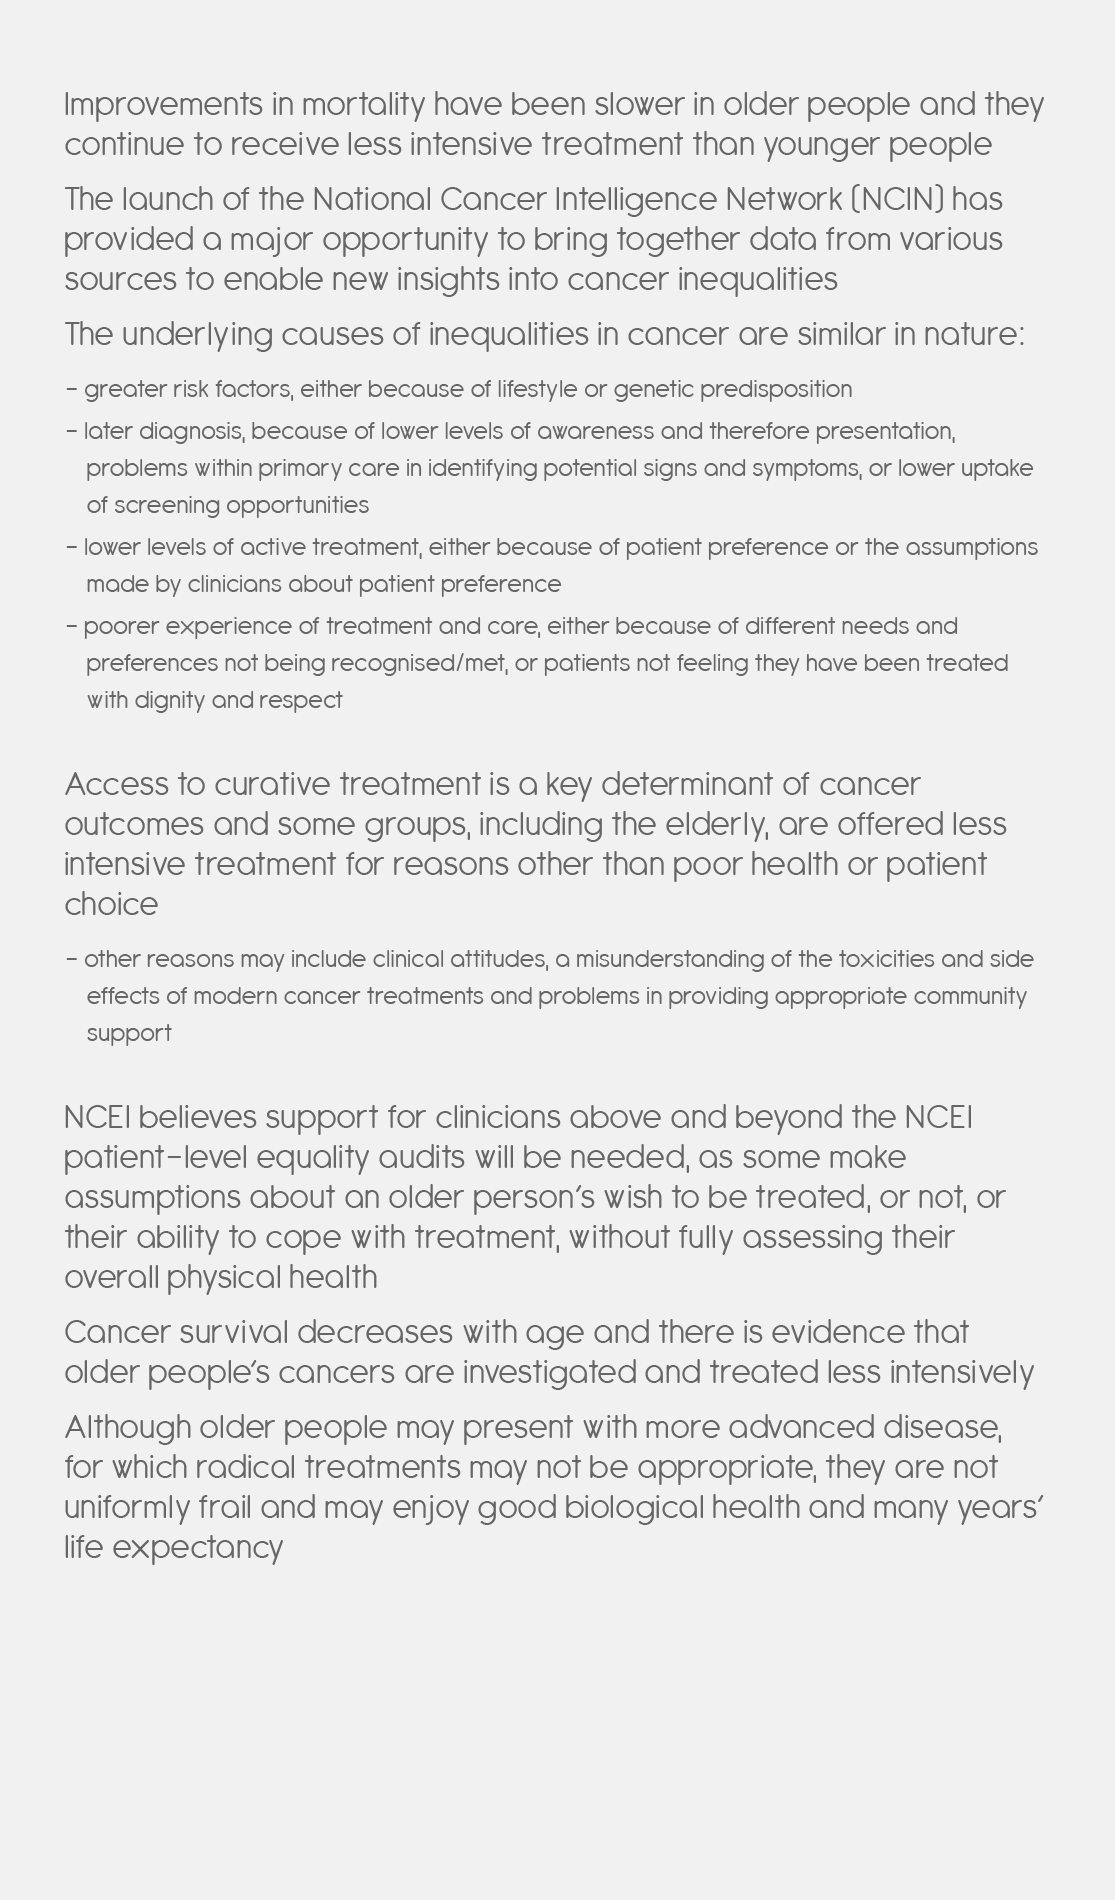 Improvements in mortality have been slower in older people and they
continue to receive less intensive treatment than younger people
The launch of the National Cancer Intelligence Network (NCIN) has
provided a major opportunity to bring together data from various
sources to enable new insights into cancer inequalities
The underlying causes of inequalities in cancer are similar in nature:
- greater risk factors, either because of lifestyle or genetic predisposition
- later diagnosis, because of lower levels of awareness and therefore presentation,
problems within primary care in identifying potential signs and symptoms, or lower uptake
of screening opportunities
- lower levels of active treatment, either because of patient preference or the assumptions
made by clinicians about patient preference
- poorer experience of treatment and care, either because of different needs and
preferences not being recognised/met, or patients not feeling they have been treated
with dignity and respect
Access to curative treatment is a key determinant of cancer
outcomes and some groups, including the elderly, are offered less
intensive treatment for reasons other than poor health or patient
choice
- other reasons may include clinical attitudes, a misunderstanding of the toxicities and side
effects of modern cancer treatments and problems in providing appropriate community
support
NCEI believes support for clinicians above and beyond the NCEI
patient-level equality audits will be needed, as some make
assumptions about an older person's wish to be treated, or not, or
their ability to cope with treatment, without fully assessing their
overall physical health
Cancer survival decreases with age and there is evidence that
older people's cancers are investigated and treated less intensively
Although older people may present with more advanced disease,
for which radical treatments may not be appropriate, they are not
uniformly frail and may enjoy good biological health and many years'
life expectancy